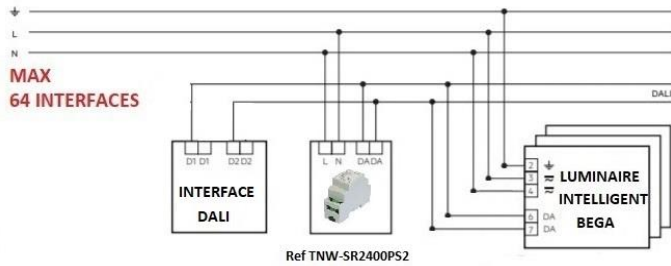 L
N
MAX
64 INTERFACES
DALI
D1 D1 D2 D2
INTERFACE
DALI
L N DA DA
Ref TNW-SR2400PS2
2
3
4
6 DA
7 DA
LUMINAIRE
INTELLIGENT
BEGA